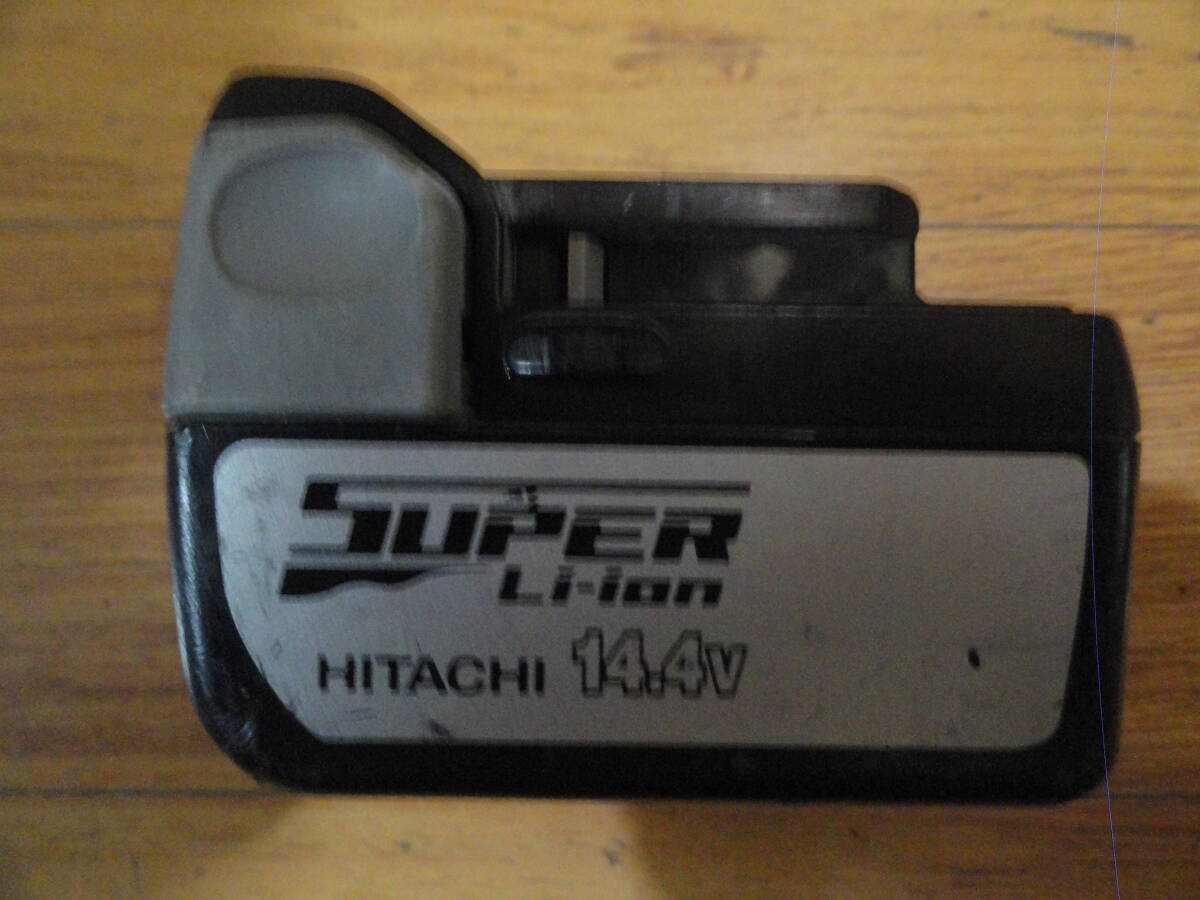 SUPER
Li-ion
HITACHI 14.4V